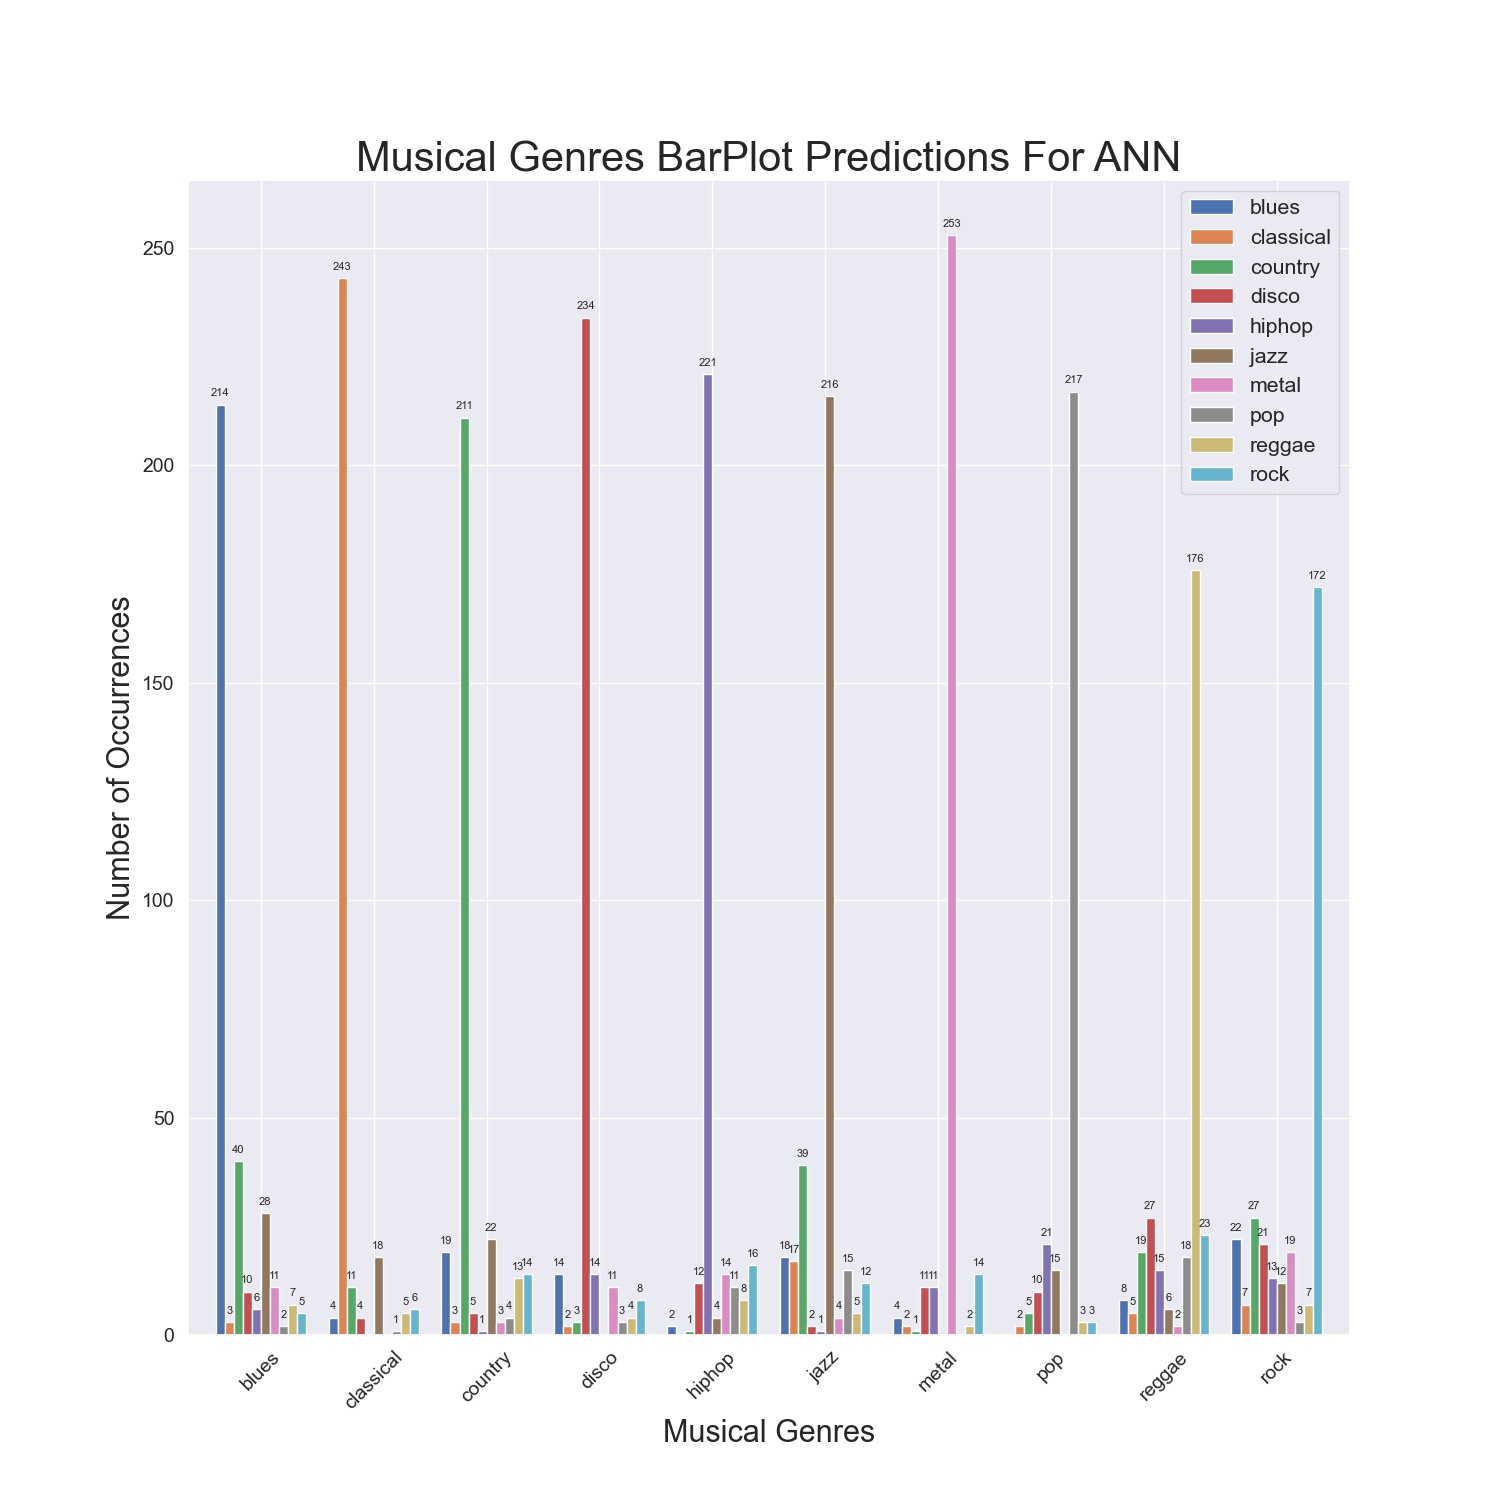 Musical Genres BarPlot Predictions For ANN
blues
classical
country
disco
hiphop
jazz
metal
pop
reggae
rock
Number of Occurrences
250
200
150
100
50
0
214 3 40 10 6 28 11 2 7 5
4 243 11 4 18 1 5 6
19 3 211 5 1 22 3 4 13 14
14 2 3 234 14 11 3 4 8
2 1 12 221 4 14 11 8 16
18 17 39 2 1 216 4 15 5 12
4 2 1 11 11 253 2 14
2 5 10 21 15 217 3 3
8 5 19 27 15 6 2 18 176 23
22 7 27 21 13 12 19 3 7 172
blues classical country disco hiphop jazz metal pop reggae rock
Musical Genres